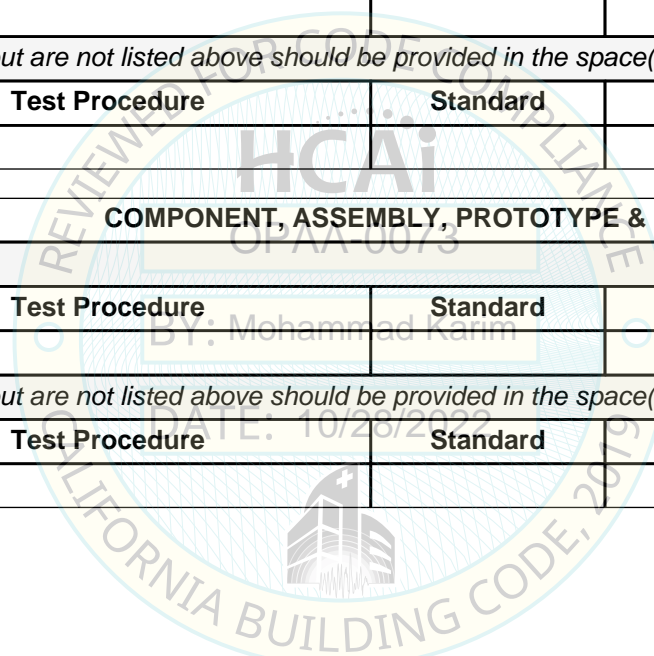 but are not listed above should be provided in the space(
Test Procedure Standard
HCAi
COMPONENT, ASSEMBLY, PROTOTYPE &
OPAA-0073
Test Procedure Standard
BY: Mohammad Karim
but are not listed above should be provided in the space(
DATE: 10/28/2022
Test Procedure Standard
REVIEWED FOR CODE COMPLIANCE
CALIFORNIA BUILDING CODE, 2019